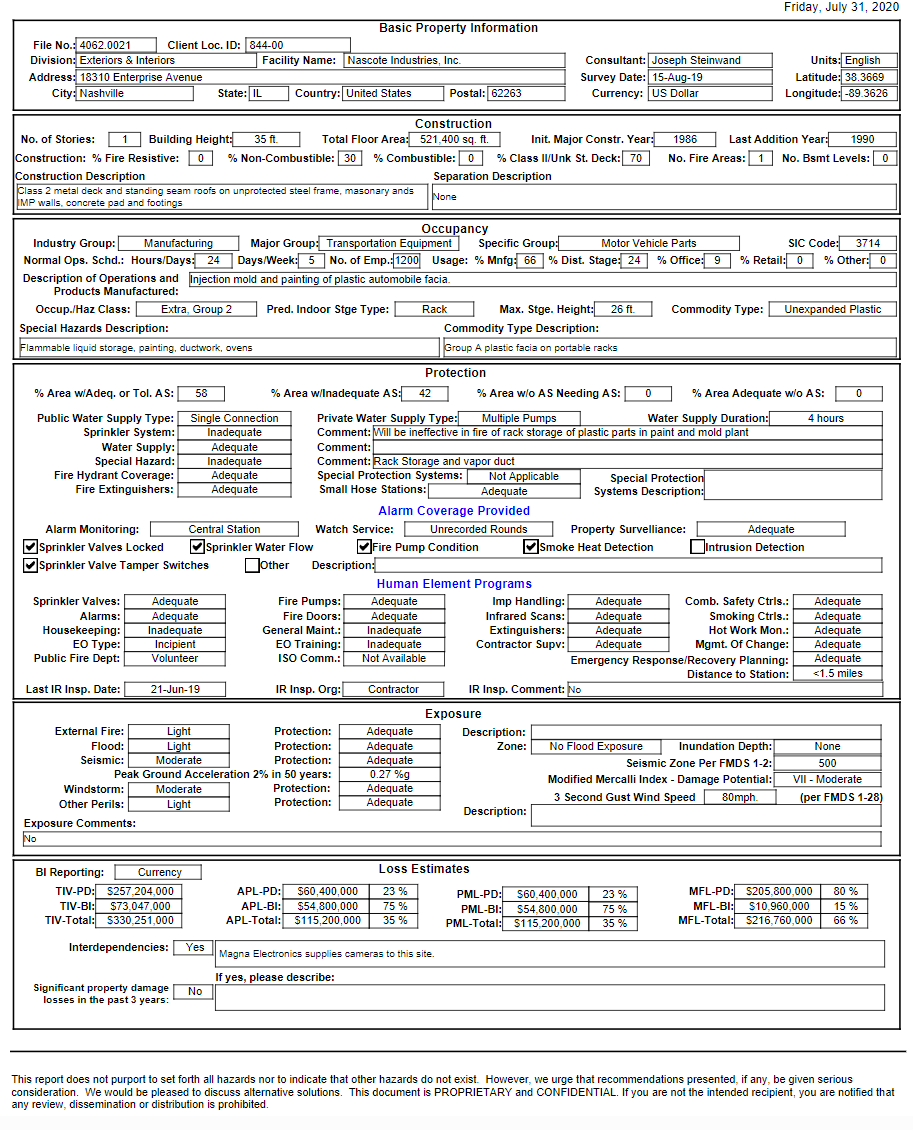 Friday, July 31, 2020
Basic Property Information
File No.: 4062.0021 Client Loc. ID: 844-00
Division: Exteriors & Interiors Facility Name: Nascote Industries, Inc. Consultant: Joseph Steinwand Units: English
Address: 18310 Enterprise Avenue Survey Date: 15-Aug-19 Latitude: 38.3669
City: Nashville State: IL Country: United States Postal: 62263 Currency: US Dollar Longitude: -89.3626
Construction
No. of Stories: 1 Building Height: 35 ft. Total Floor Area: 521,400 sq. ft. Init. Major Constr. Year: 1986 Last Addition Year: 1990
Construction: % Fire Resistive: 0 % Non-Combustible: 30 % Combustible: 0 % Class II/Unk St. Deck: 70 No. Fire Areas: 1 No. Bsmt Levels: 0
Construction Description Separation Description
Class 2 metal deck and standing seam roofs on unprotected steel frame, masonary ands
IMP walls, concrete pad and footings
None
Occupancy
Industry Group: Manufacturing Major Group: Transportation Equipment Specific Group: Motor Vehicle Parts SIC Code: 3714
Normal Ops. Schd.: Hours/Days: 24 Days/Week: 5 No. of Emp.: 1200 Usage: % Mnfg: 66 % Dist. Stage: 24 % Office: 9 % Retail: 0 % Other: 0
Description of Operations and Injection mold and painting of plastic automobile facia.
Products Manufactured:
Occup./Haz Class: Extra, Group 2 Pred. Indoor Stge Type: Rack Max. Stge. Height: 26 ft. Commodity Type: Unexpanded Plastic
Special Hazards Description: Commodity Type Description:
Flammable liquid storage, painting, ductwork, ovens Group A plastic facia on portable racks
Protection
% Area w/Adeq. or Tol. AS: 58 % Area w/Inadequate AS: 42 % Area w/o AS Needing AS: 0 % Area Adequate w/o AS: 0
Public Water Supply Type: Single Connection Private Water Supply Type: Multiple Pumps Water Supply Duration: 4 hours
Sprinkler System: Inadequate Comment: Will be ineffective in fire of rack storage of plastic parts in paint and mold plant
Water Supply: Adequate Comment:
Special Hazard: Inadequate Comment: Rack Storage and vapor duct
Fire Hydrant Coverage: Adequate Special Protection Systems: Not Applicable Special Protection
Fire Extinguishers: Adequate Small Hose Stations: Adequate Systems Description:
Alarm Coverage Provided
Alarm Monitoring: Central Station Watch Service: Unrecorded Rounds Property Survelliance: Adequate
Sprinkler Valves Locked Sprinkler Water Flow Fire Pump Condition Smoke Heat Detection Intrusion Detection
Sprinkler Valve Tamper Switches Other Description:
Human Element Programs
Sprinkler Valves: Adequate Fire Pumps: Adequate Imp Handling: Adequate Comb. Safety Ctrls.: Adequate
Alarms: Adequate Fire Doors: Adequate Infrared Scans: Adequate Smoking Ctrls.: Adequate
Housekeeping: Inadequate General Maint.: Inadequate Extinguishers: Adequate Hot Work Mon.: Adequate
EO Type: Incipient EO Training: Inadequate Contractor Supv: Adequate Mgmt. Of Change: Adequate
Public Fire Dept: Volunteer ISO Comm.: Not Available Emergency Response/Recovery Planning: Adequate
Distance to Station: <1.5 miles
Last IR Insp. Date: 21-Jun-19 IR Insp. Org: Contractor IR Insp. Comment: No
Exposure
External Fire: Light Protection: Adequate Description:
Flood: Light Protection: Adequate Zone: No Flood Exposure Inundation Depth: None
Seismic: Moderate Protection: Adequate Seismic Zone Per FMDS 1-2: 500
Peak Ground Acceleration 2% in 50 years: 0.27 %g Modified Mercalli Index - Damage Potential: VII - Moderate
Windstorm: Moderate Protection: Adequate 3 Second Gust Wind Speed 80mph. (per FMDS 1-28)
Other Perils: Light Protection: Adequate Description:
Exposure Comments:
No
Loss Estimates
BI Reporting: Currency
TIV-PD: $257,204,000 APL-PD: $60,400,000 23 % PML-PD: $60,400,000 23 % MFL-PD: $205,800,000 80 %
TIV-BI: $73,047,000 APL-BI: $54,800,000 75 % PML-BI: $54,800,000 75 % MFL-BI: $10,960,000 15 %
TIV-Total: $330,251,000 APL-Total: $115,200,000 35 % PML-Total: $115,200,000 35 % MFL-Total: $216,760,000 66 %
Interdependencies: Yes Magna Electronics supplies cameras to this site.
If yes, please describe:
Significant property damage
losses in the past 3 years: No
This report does not purport to set forth all hazards nor to indicate that other hazards do not exist. However, we urge that recommendations presented, if any, be given serious
consideration. We would be pleased to discuss alternative solutions. This document is PROPRIETARY and CONFIDENTIAL. If you are not the intended recipient, you are notified that
any review, dissemination or distribution is prohibited.